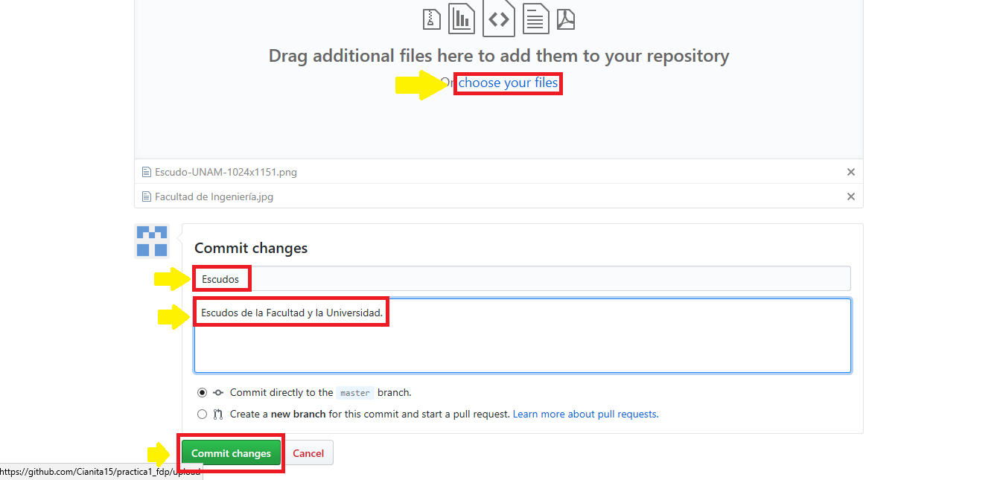 Drag additional files here to add them to your repository
Or choose your files
Escudo-UNAM-1024x1151.png
Facultad de Ingeniería.jpg
Commit changes
Escudos
Escudos de la Facultad y la Universidad.
Commit directly to the master branch.
Create a new branch for this commit and start a pull request. Learn more about pull requests.
Commit changes Cancel
https://github.com/Cianita15/practica1_fdp/upload